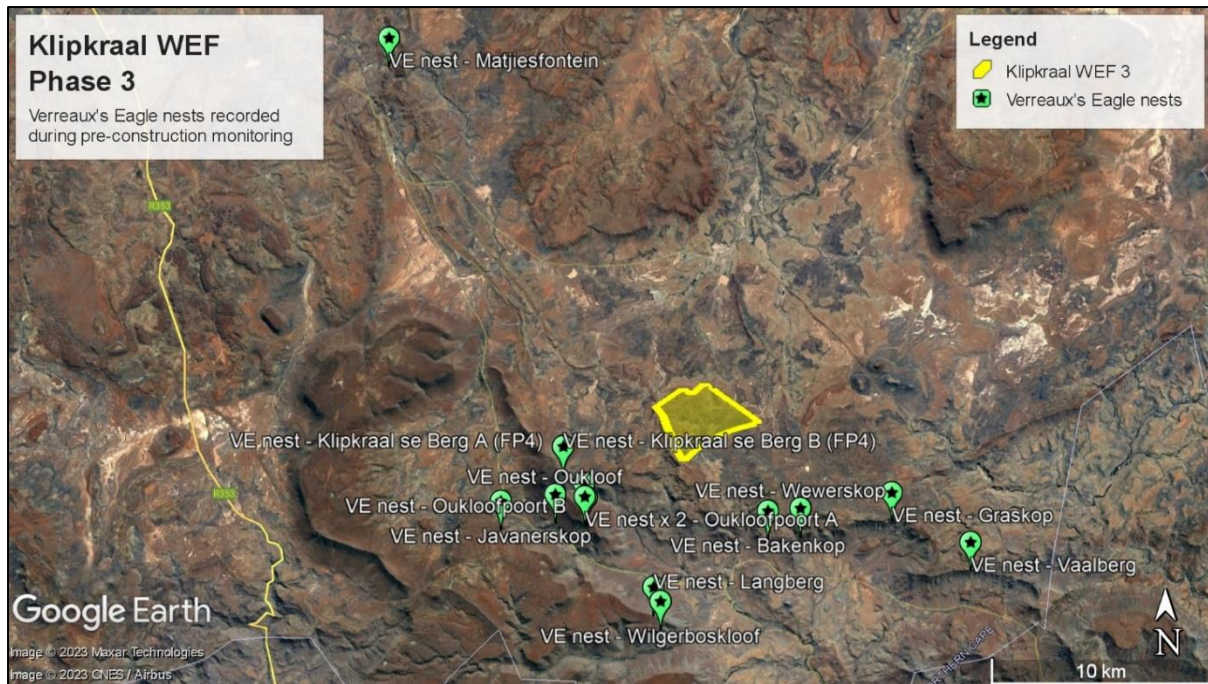 Klipkraal WEF
Phase 3
Verreaux's Eagle nests recorded
during pre-construction monitoring
Legend
Klipkraal WEF 3
Verreaux's Eagle nests
VE nest - Matjiesfontein
R353
VE nest - Klipkraal se Berg A (FP4)
VE nest - Klipkraal se Berg B (FP4)
VE nest - Oukloof
R353
VE nest - Oukloofpoort B
VE nest - Wewerskop
VE nest x 2 - Oukloofpoort A
VE nest - Graskop
VE nest - Javanerskop
VE nest - Bakenkop
VE nest - Vaalberg
VE nest - Langberg
VE nest - Wilgerboskloof
Google Earth
Image © 2023 Maxar Technologies
Image © 2023 CNES / Airbus
N
10 km